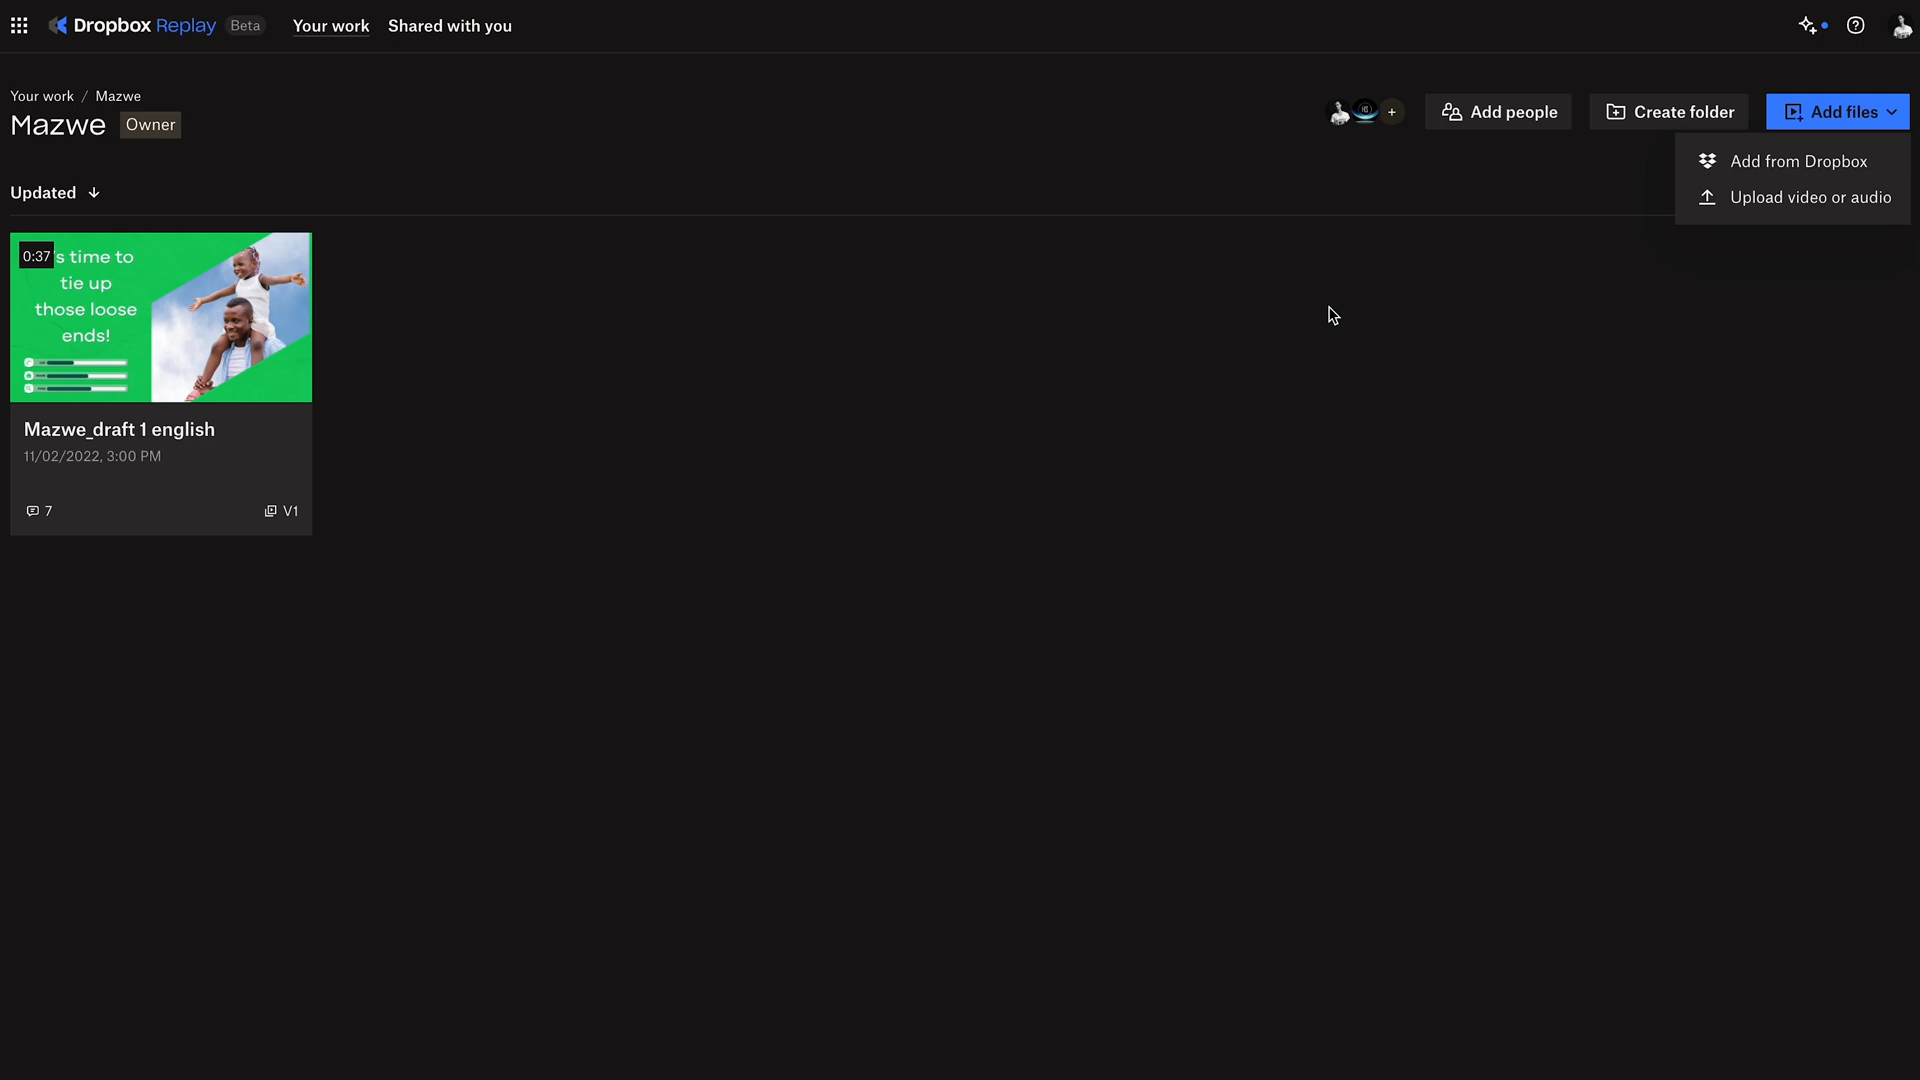 Dropbox Replay Beta Your work Shared with you
Your work / Mazwe
Mazwe Owner
+ Add people Create folder Add files
Add from Dropbox
Upload video or audio
Updated
0:37 's time to
tie up
those loose
ends!
Mazwe_draft 1 english
11/02/2022, 3:00 PM
7 V1